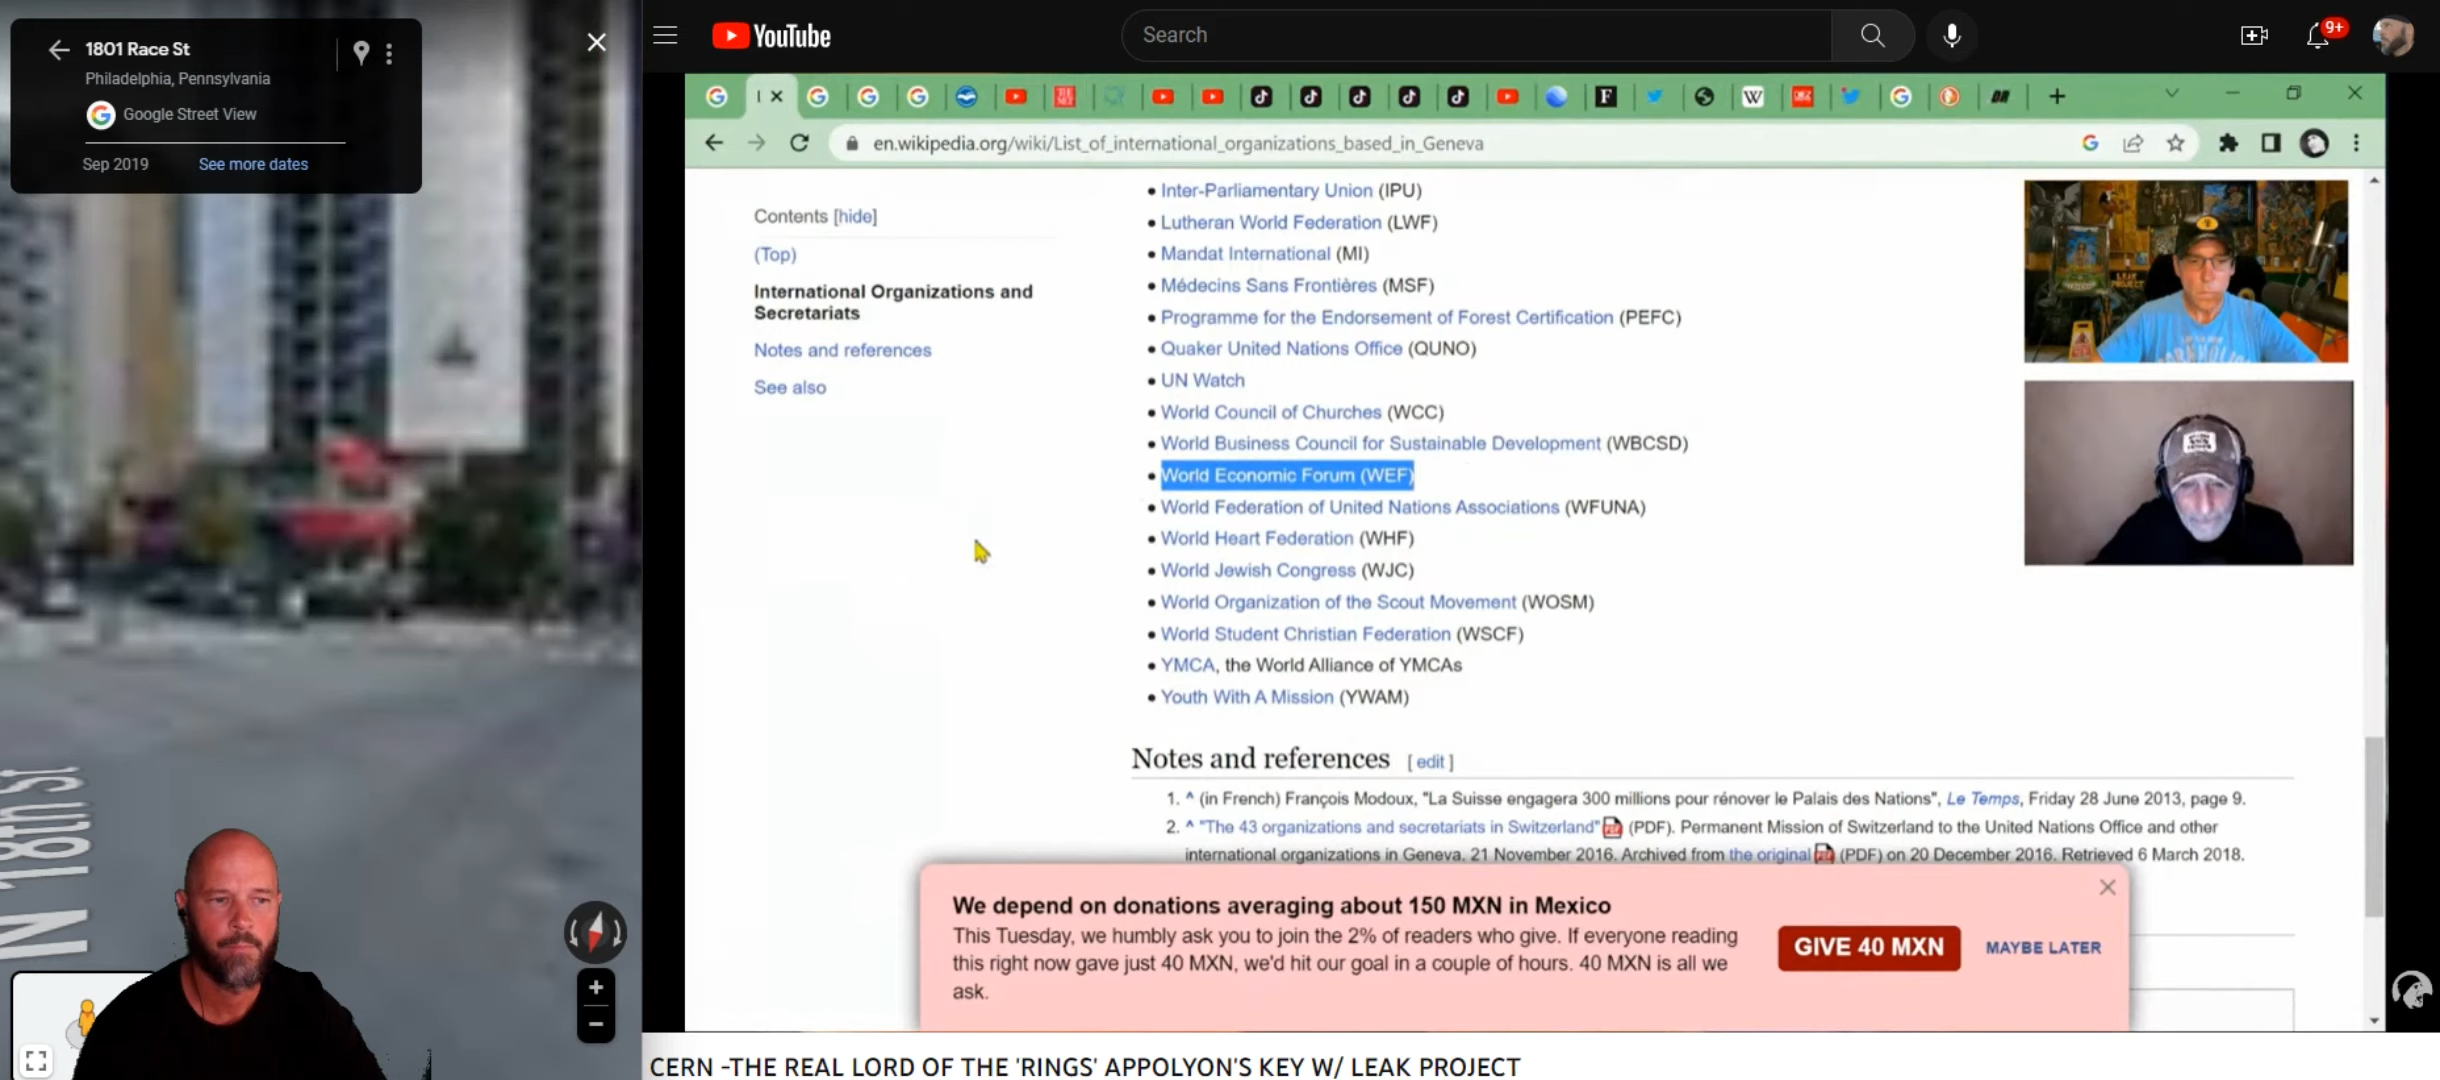 1801 Race St
Philadelphia, Pennsylvania
Google Street View
Sep 2019
See more dates
N 18th St
YouTube
Search
9+
en.wikipedia.org/wiki/List_of_international_organizations_based_in_Geneva
Contents [hide]
(Top)
International Organizations and
Secretariats
Notes and references
See also
• Inter-Parliamentary Union (IPU)
• Lutheran World Federation (LWF)
• Mandat International (MI)
• Médecins Sans Frontières (MSF)
• Programme for the Endorsement of Forest Certification (PEFC)
• Quaker United Nations Office (QUNO)
• UN Watch
• World Council of Churches (WCC)
• World Business Council for Sustainable Development (WBCSD)
• World Economic Forum (WEF)
• World Federation of United Nations Associations (WFUNA)
• World Heart Federation (WHF)
• World Jewish Congress (WJC)
• World Organization of the Scout Movement (WOSM)
• World Student Christian Federation (WSCF)
• YMCA, the World Alliance of YMCAs
• Youth With A Mission (YWAM)
Notes and references [ edit ]
1. ^ (in French) François Modoux, "La Suisse engagera 300 millions pour rénover le Palais des Nations", Le Temps, Friday 28 June 2013, page 9.
2. ^ "The 43 organizations and secretariats in Switzerland" (PDF). Permanent Mission of Switzerland to the United Nations Office and other
international organizations in Geneva. 21 November 2016. Archived from the original (PDF) on 20 December 2016. Retrieved 6 March 2018.
We depend on donations averaging about 150 MXN in Mexico
This Tuesday, we humbly ask you to join the 2% of readers who give. If everyone reading
this right now gave just 40 MXN, we'd hit our goal in a couple of hours. 40 MXN is all we
ask.
GIVE 40 MXN
MAYBE LATER
CERN -THE REAL LORD OF THE 'RINGS' APPOLYON'S KEY W/ LEAK PROJECT